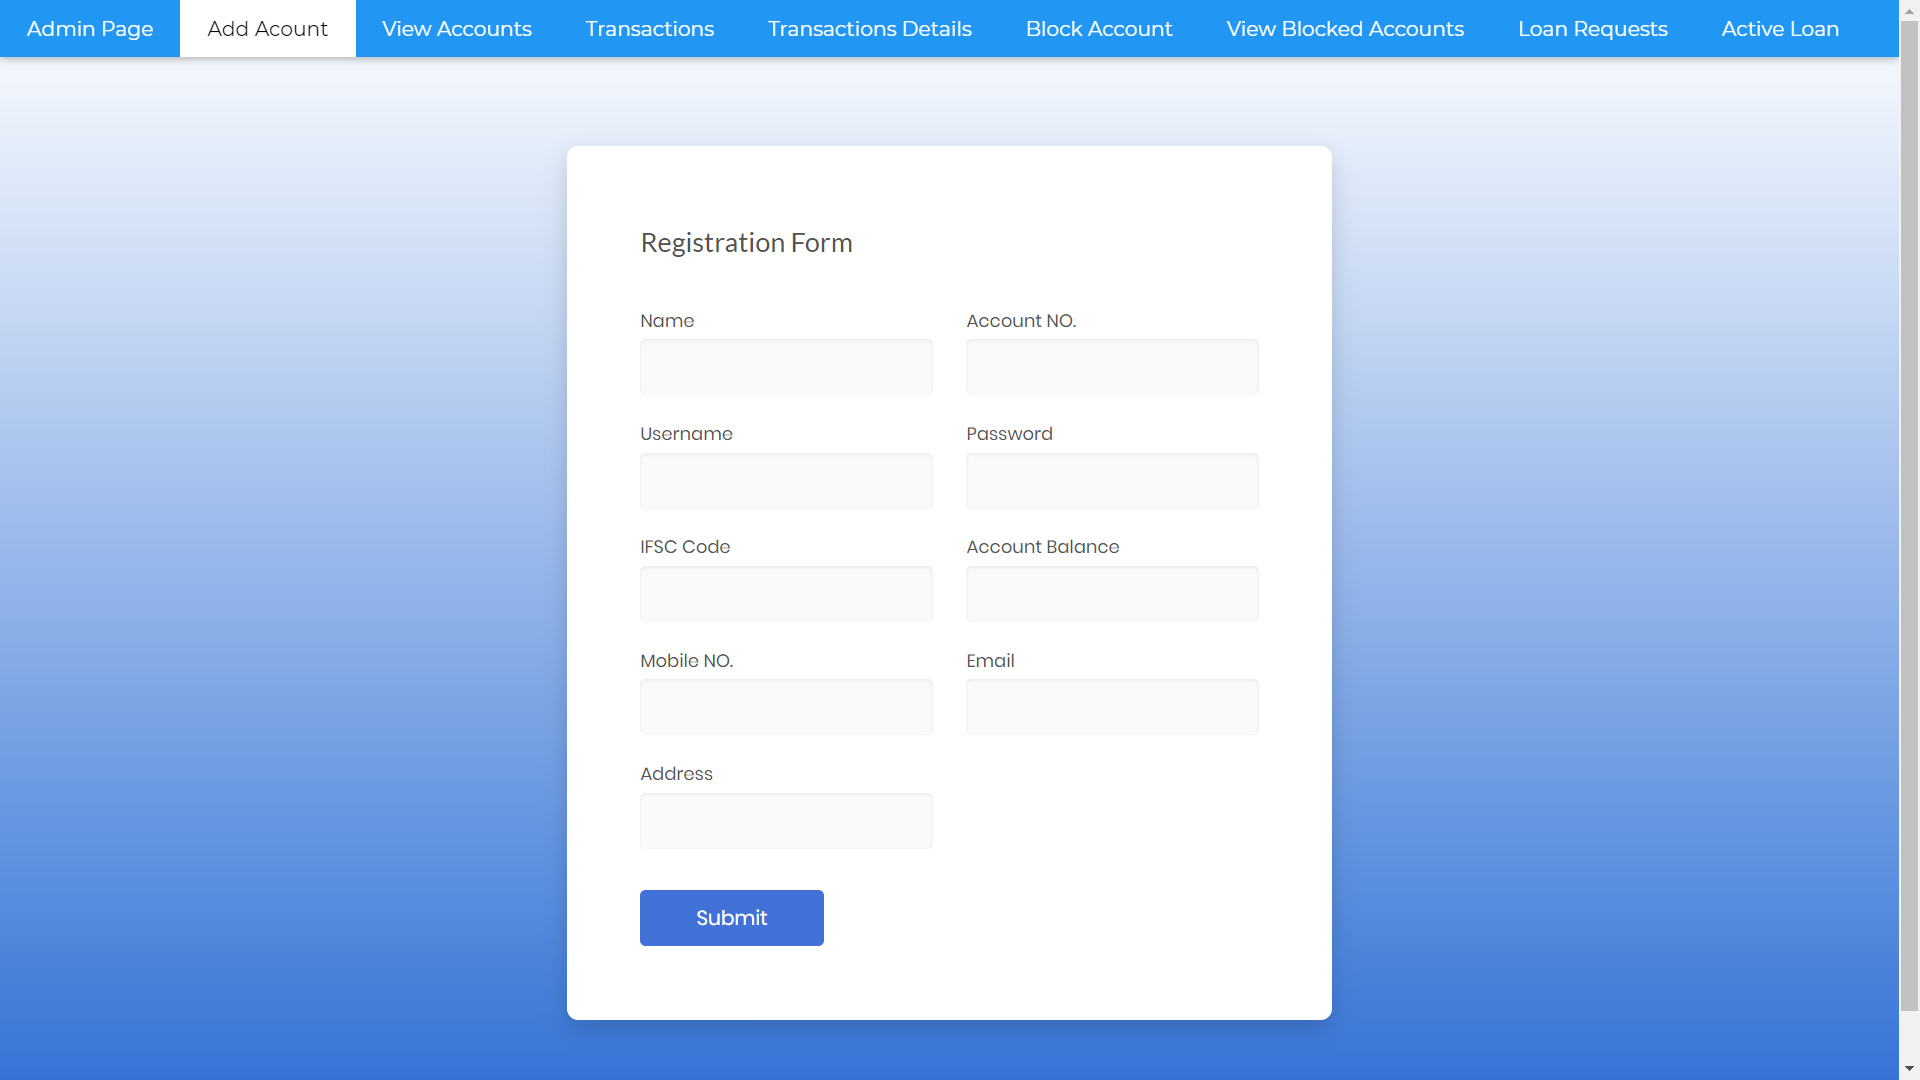 Admin Page Add Acount View Accounts Transactions Transactions Details Block Account View Blocked Accounts Loan Requests Active Loan
Registration Form
Name Account NO.
Username Password
IFSC Code Account Balance
Mobile NO. Email
Address
Submit